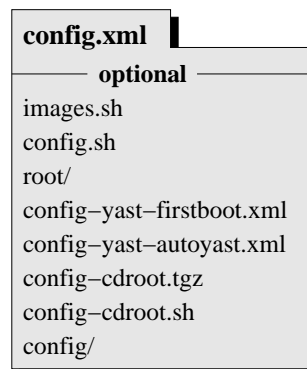 config.xml
optional
images.sh
config.sh
root/
config−yast−firstboot.xml
config−yast−autoyast.xml
config−cdroot.tgz
config−cdroot.sh
config/